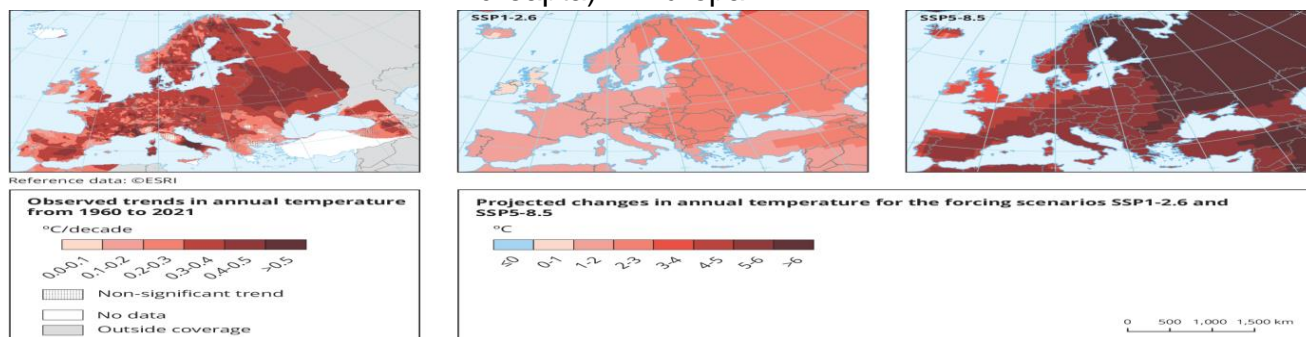 SSP1-2.6
SSP5-8.5
Reference data: ©ESRI
Observed trends in annual temperature
from 1960 to 2021
°C/decade
0.0-0.1
0.1-0.2
0.2-0.3
0.3-0.4
0.4-0.5
>0.5
Non-significant trend
No data
Outside coverage
Projected changes in annual temperature for the forcing scenarios SSP1-2.6 and
SSP5-8.5
°C
≤0
0-1
1-2
2-3
3-4
4-5
5-6
>6
0 500 1,000 1,500 km